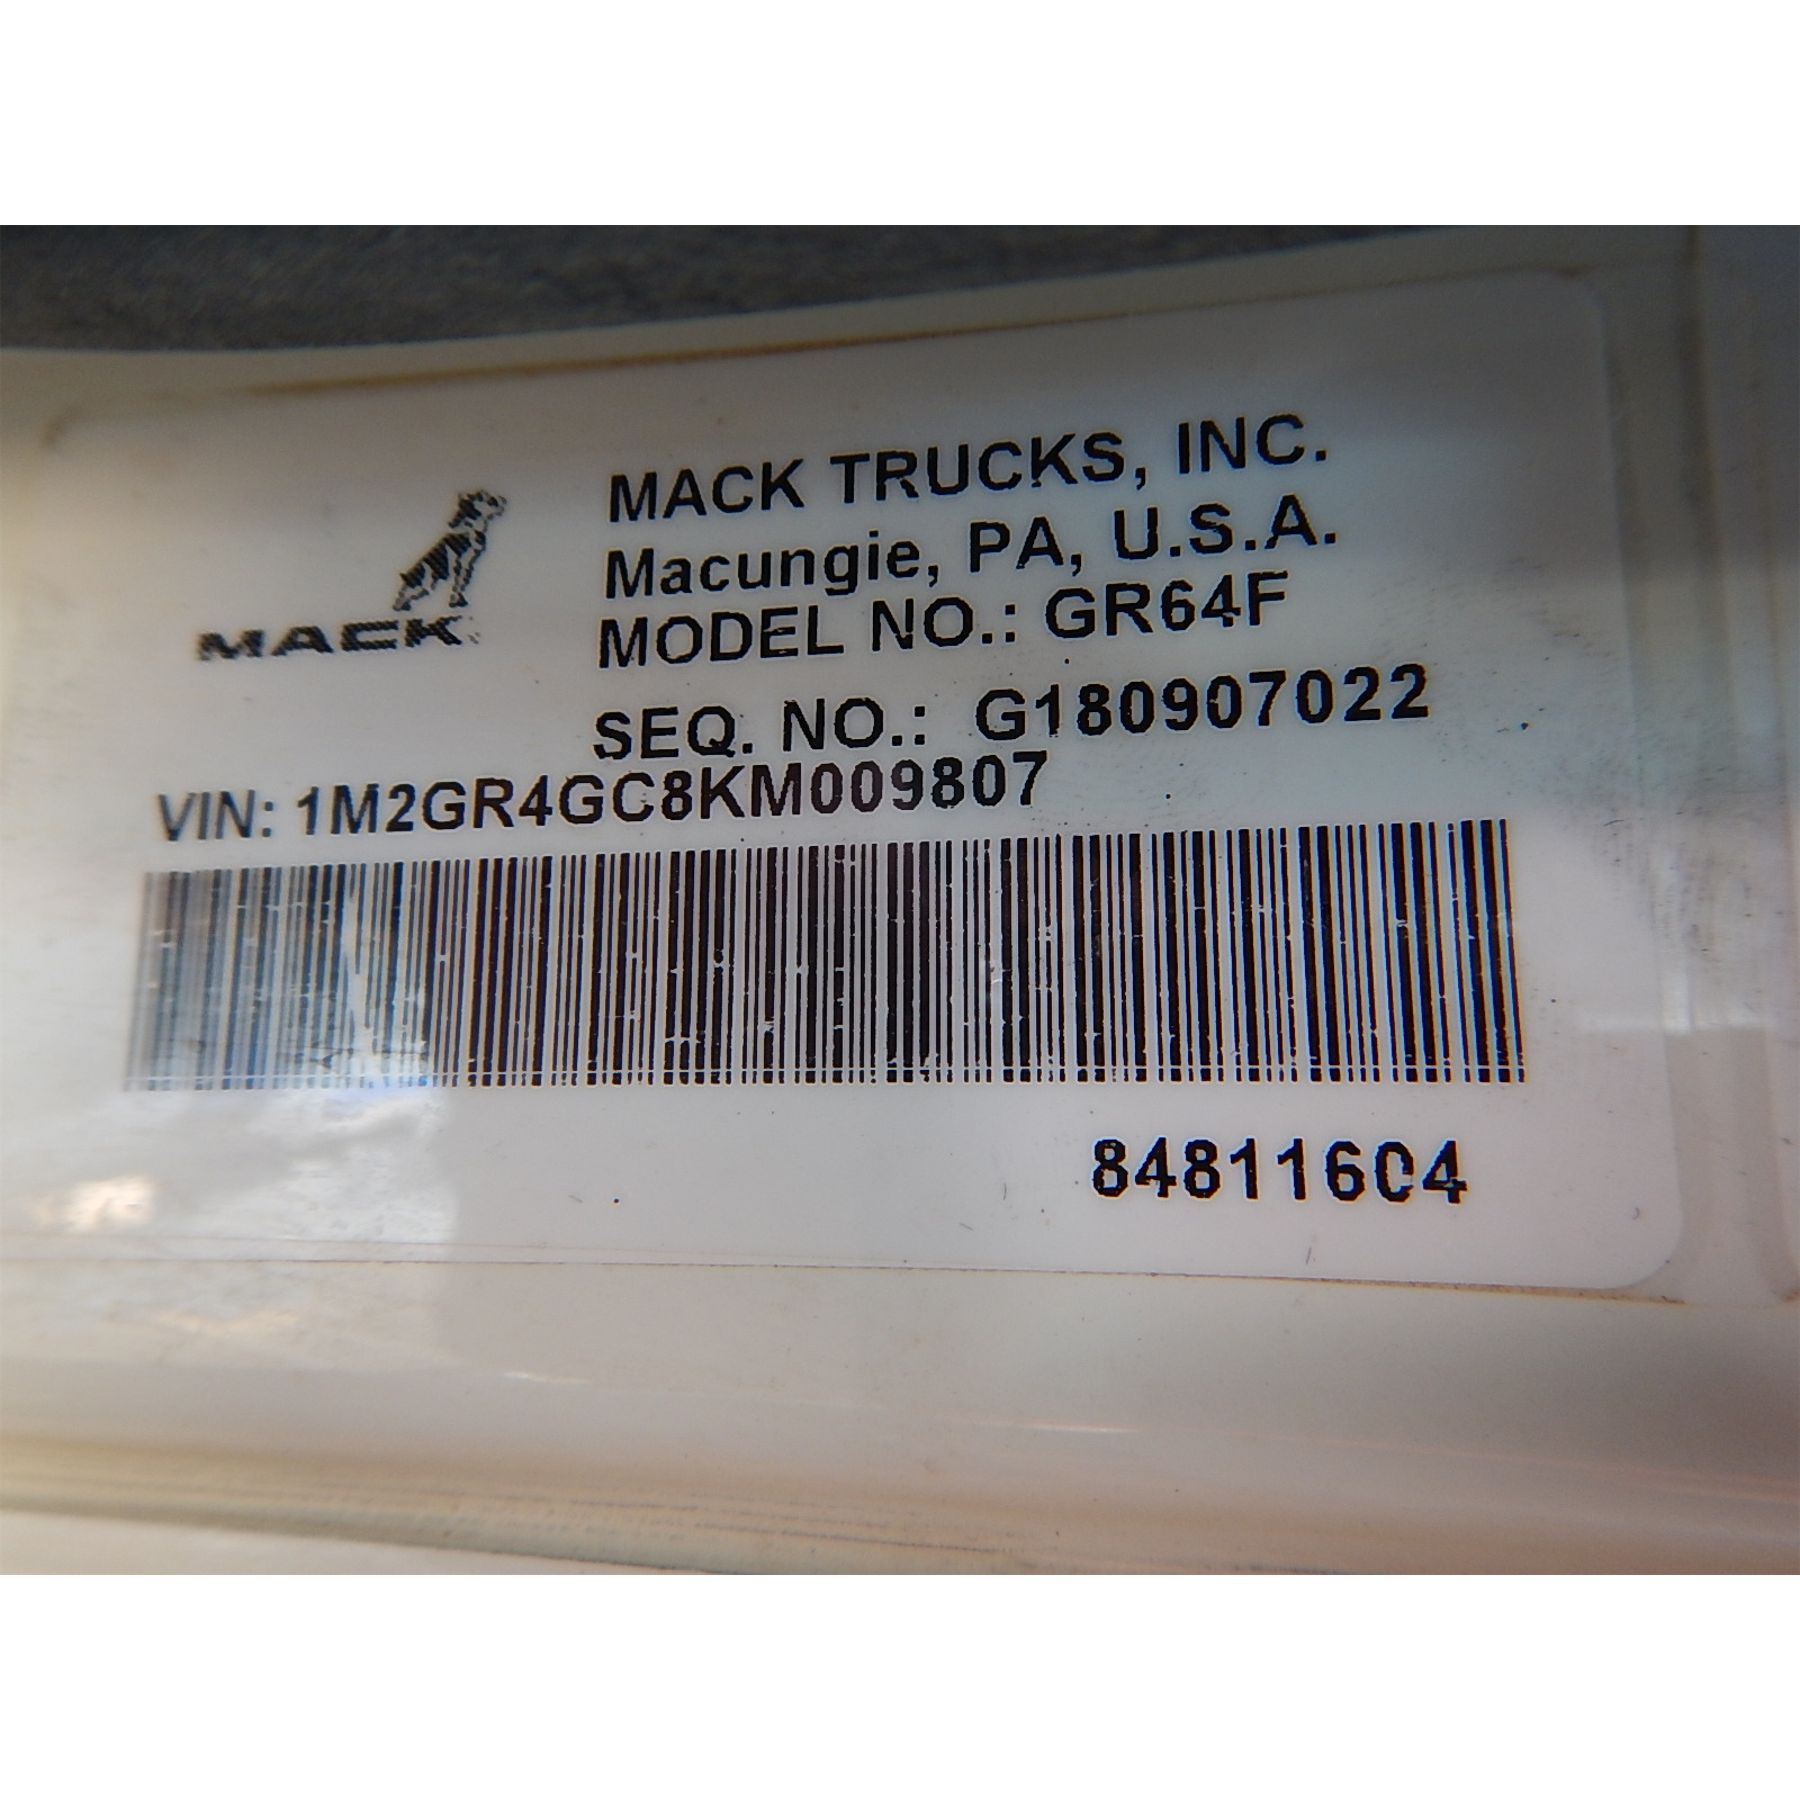 MACK TRUCKS, INC.
Macungie, PA, U.S.A.
MACK
MODEL NO.: GR64F
SEQ. NO.: G180907022
VIN: 1M2GR4GC8KM009807
84811604